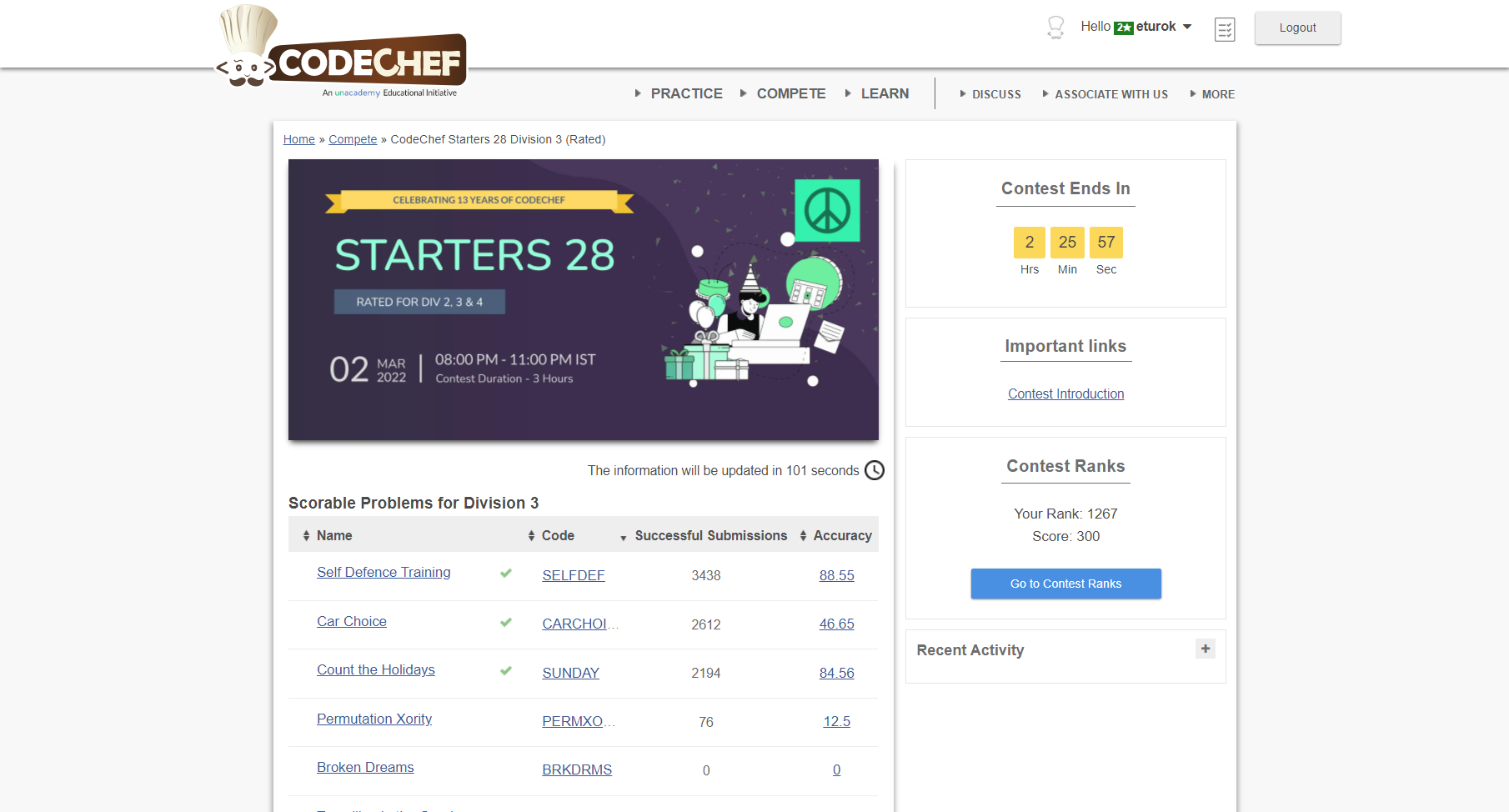 CODECHEF
An unacademy Educational Initiative
Hello 2★ eturok
Logout
PRACTICE COMPETE LEARN DISCUSS ASSOCIATE WITH US MORE
Home » Compete » CodeChef Starters 28 Division 3 (Rated)
CELEBRATING 13 YEARS OF CODECHEF
STARTERS 28
RATED FOR DIV 2, 3 & 4
02 MAR 2022
08:00 PM - 11:00 PM IST
Contest Duration - 3 Hours
The information will be updated in 101 seconds
Scorable Problems for Division 3
Name Code Successful Submissions Accuracy
Self Defence Training SELFDEF 3438 88.55
Car Choice CARCHOI... 2612 46.65
Count the Holidays SUNDAY 2194 84.56
Permutation Xority PERMXO... 76 12.5
Broken Dreams BRKDRMS 0 0
Contest Ends In
2 25 57
Hrs Min Sec
Important links
Contest Introduction
Contest Ranks
Your Rank: 1267
Score: 300
Go to Contest Ranks
Recent Activity +